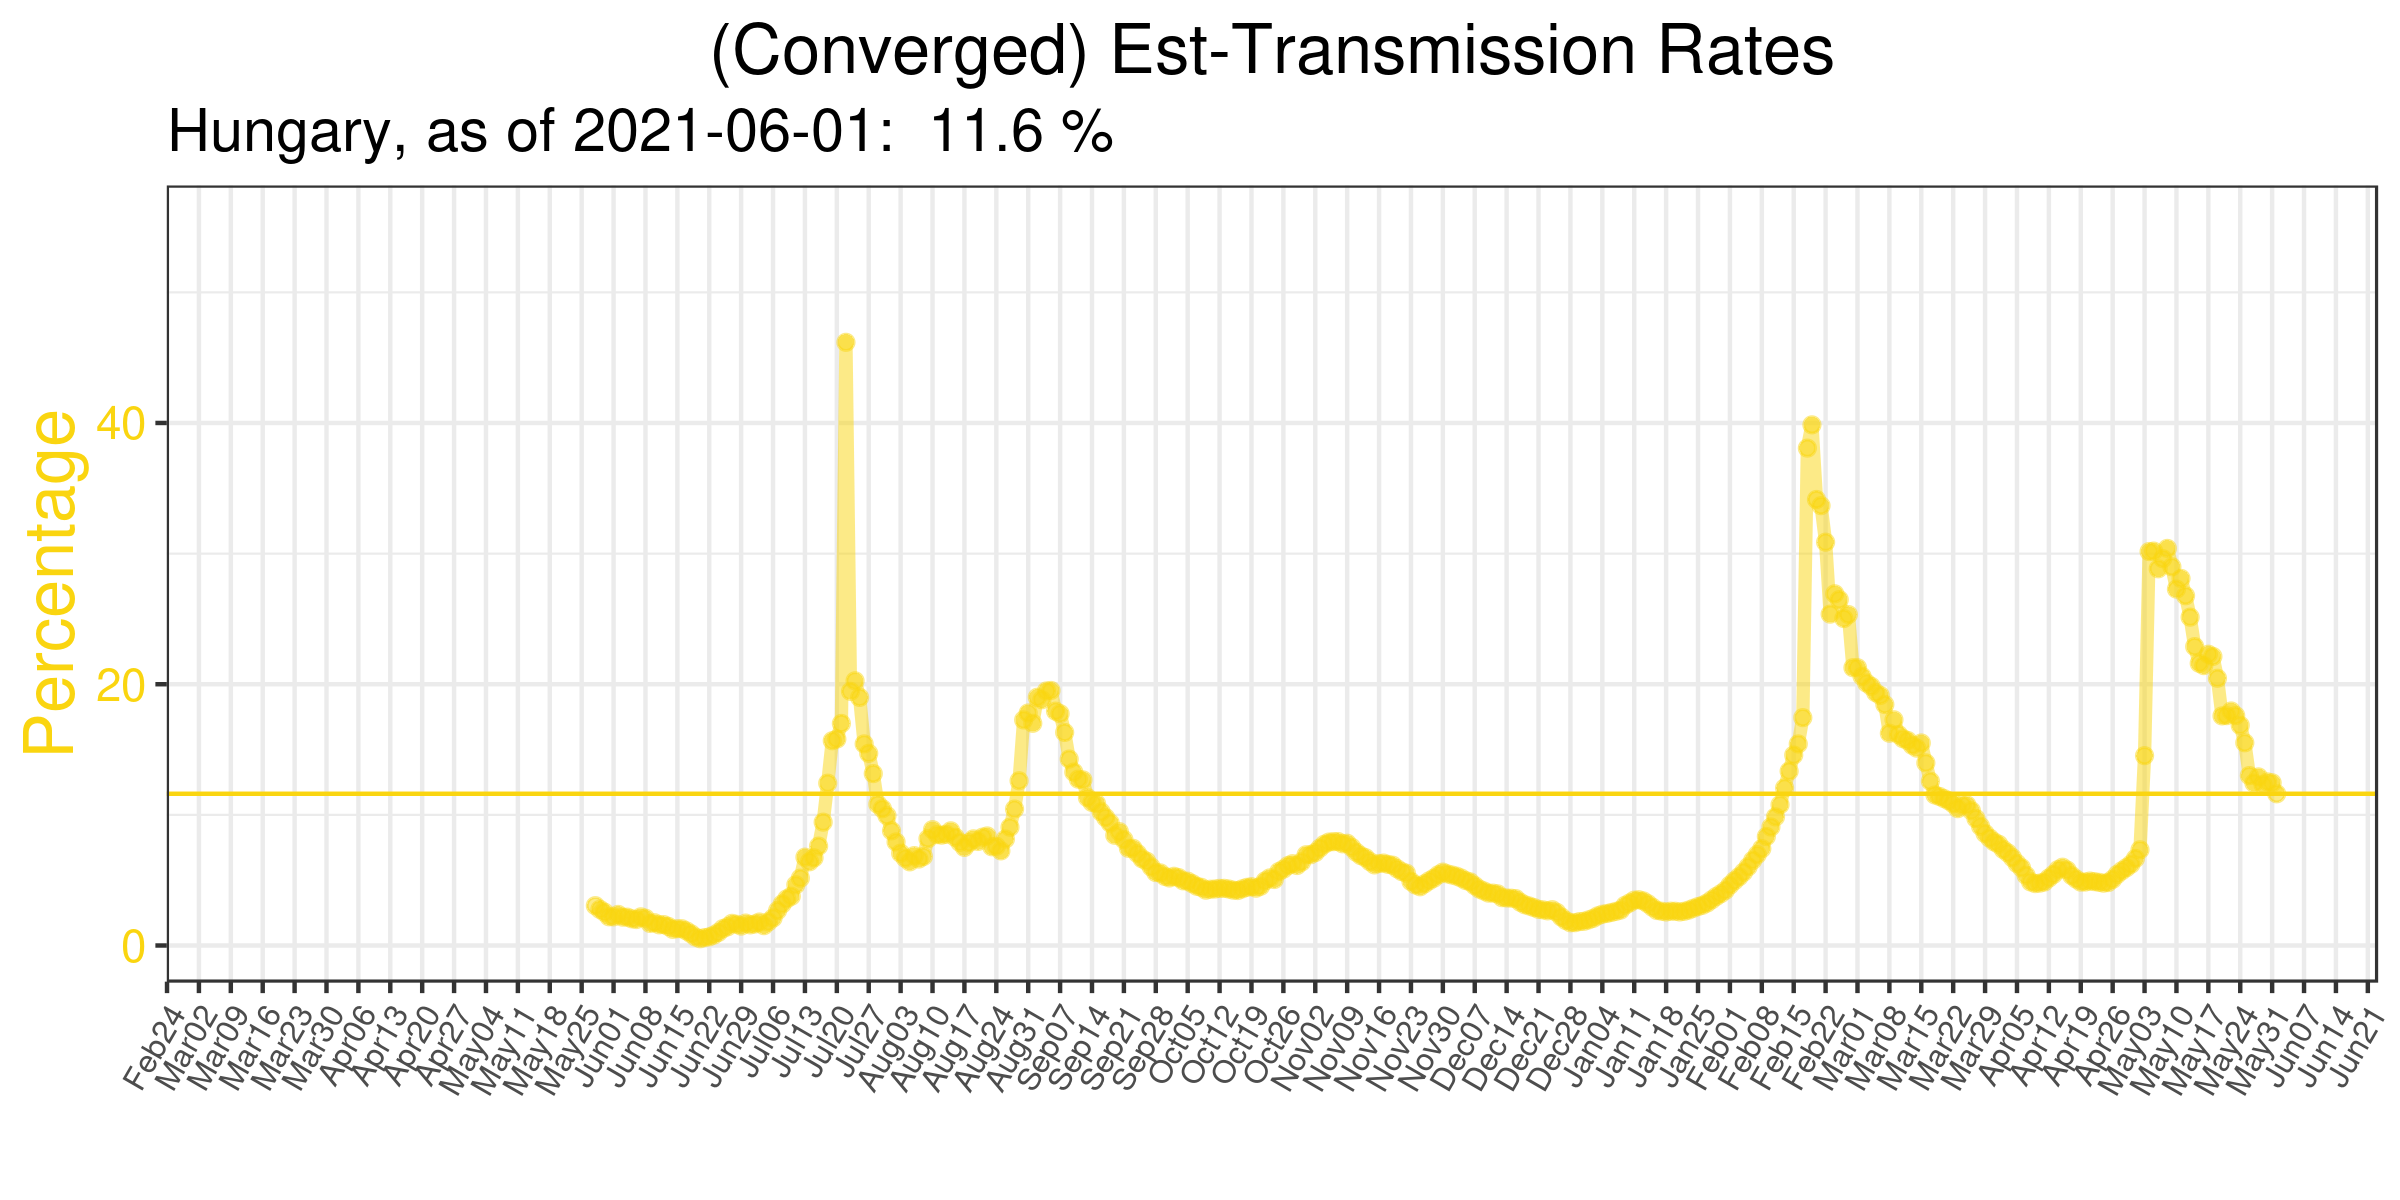 (Converged) Est-Transmission Rates
Hungary, as of 2021-06-01:  11.6 %
Percentage
40
20
0
Feb24
Mar02
Mar09
Mar16
Mar23
Mar30
Apr06
Apr13
Apr20
Apr27
May04
May11
May18
May25
Jun01
Jun08
Jun15
Jun22
Jun29
Jul06
Jul13
Jul20
Jul27
Aug03
Aug10
Aug17
Aug24
Aug31
Sep07
Sep14
Sep21
Sep28
Oct05
Oct12
Oct19
Oct26
Nov02
Nov09
Nov16
Nov23
Nov30
Dec07
Dec14
Dec21
Dec28
Jan04
Jan11
Jan18
Jan25
Feb01
Feb08
Feb15
Feb22
Mar01
Mar08
Mar15
Mar22
Mar29
Apr05
Apr12
Apr19
Apr26
May03
May10
May17
May24
May31
Jun07
Jun14
Jun21